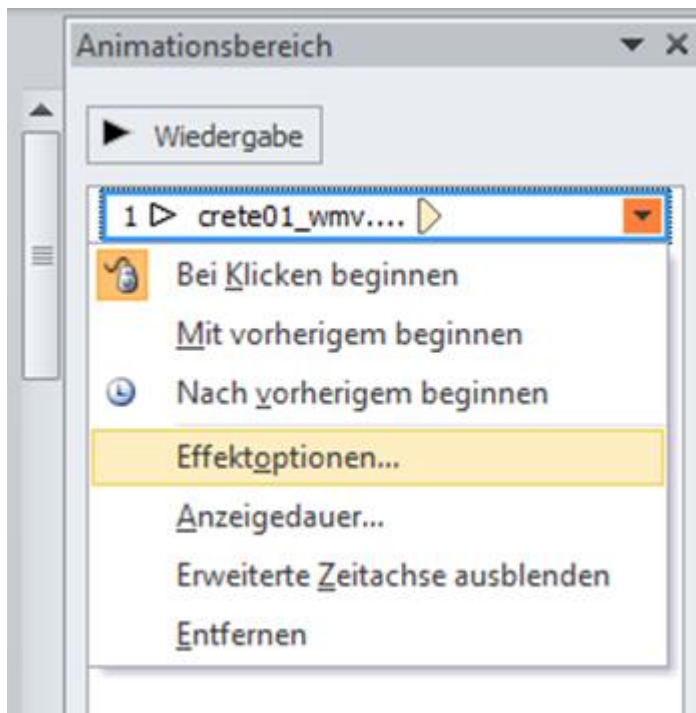 Animationsbereich
Wiedergabe
1 crete01_wmv....
Bei Klicken beginnen
Mit vorherigem beginnen
Nach vorherigem beginnen
Effektoptionen...
Anzeigedauer...
Erweiterte Zeitachse ausblenden
Entfernen